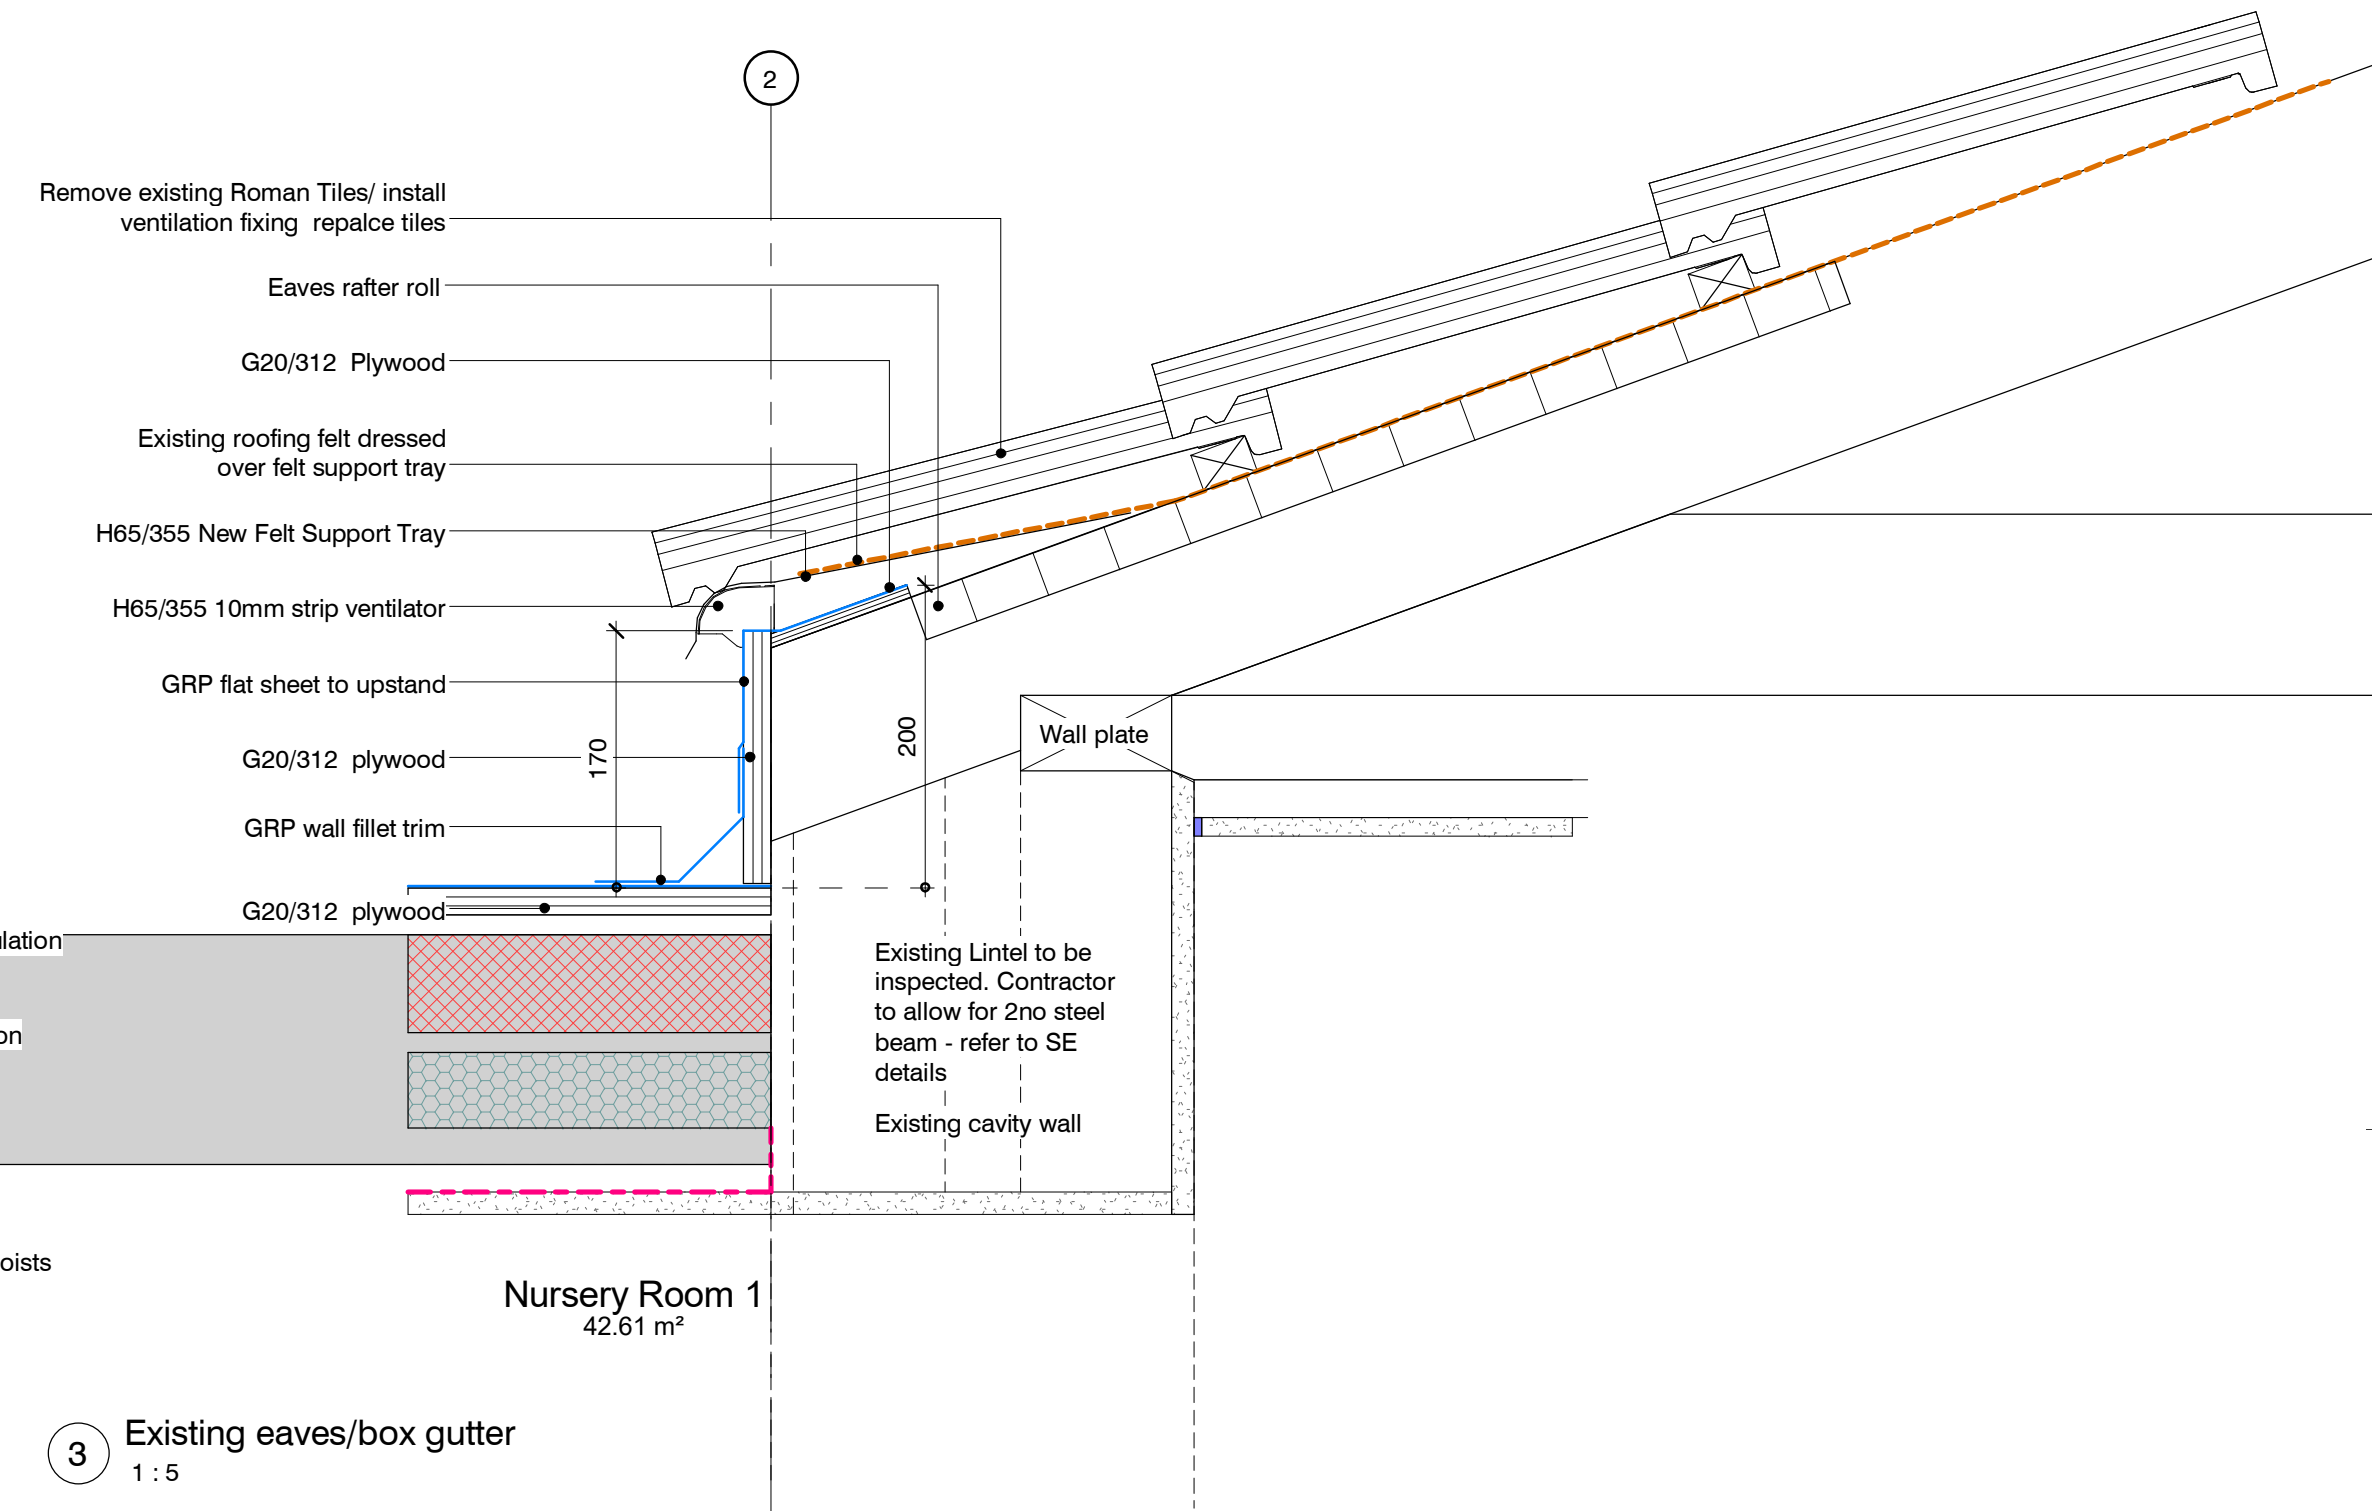 2
Remove existing Roman Tiles/ install
ventilation fixing  repalce tiles
Eaves rafter roll
G20/312  Plywood
Existing roofing felt dressed
over felt support tray
H65/355 New Felt Support Tray
H65/355 10mm strip ventilator
GRP flat sheet to upstand
G20/312  plywood
GRP wall fillet trim
G20/312  plywood
170
200
Wall plate
lation
on
oists
Existing Lintel to be
inspected. Contractor
to allow for 2no steel
beam - refer to SE
details
Existing cavity wall
Nursery Room 1
42.61 m²
3
Existing eaves/box gutter
1 : 5